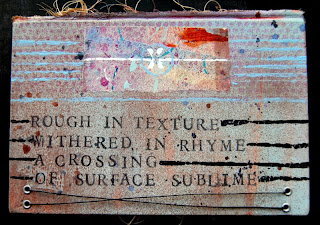 ROUGH IN TEXTURE
WITHERED IN RHYME
A CROSSING
OF SURFACE SUBLIME